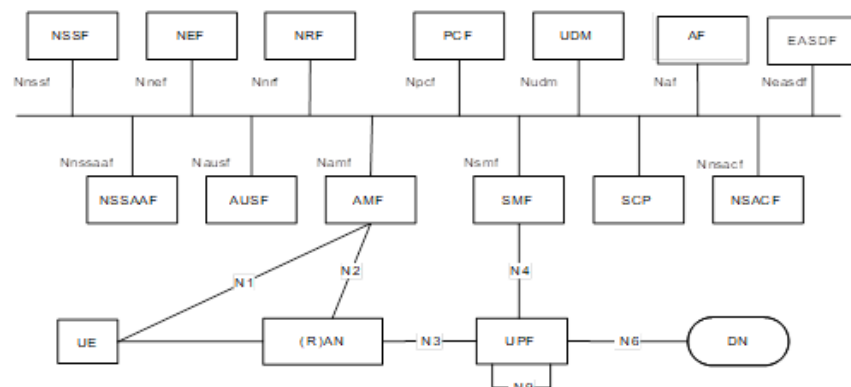 NSSF NEF NRF PCF UDM AF EASDF
Nnssf Nnef Nnrf Npcf Nudm Naf Neasdf
Nnssaaf Nausf Namf Nsmf Nnsacf
NSSAAF AUSF AMF SMF SCP NSACF
N1 N2 N4
UE (R)AN N3 UPF N6 DN
N9